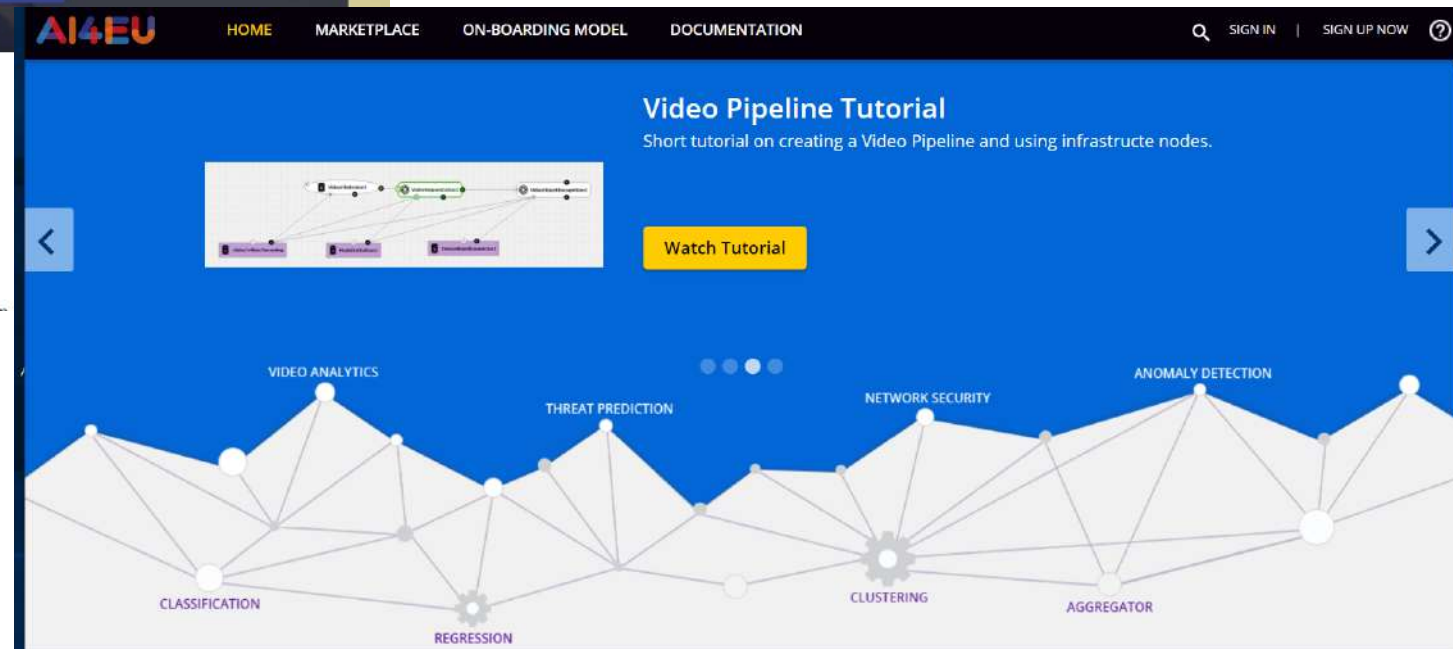 AI4EU HOME MARKETPLACE ON-BOARDING MODEL DOCUMENTATION SIGN IN | SIGN UP NOW ?
Video Pipeline Tutorial
Short tutorial on creating a Video Pipeline and using infrastructe nodes.
Watch Tutorial
VIDEO ANALYTICS
ANOMALY DETECTION
THREAT PREDICTION
NETWORK SECURITY
CLASSIFICATION
CLUSTERING
AGGREGATOR
REGRESSION